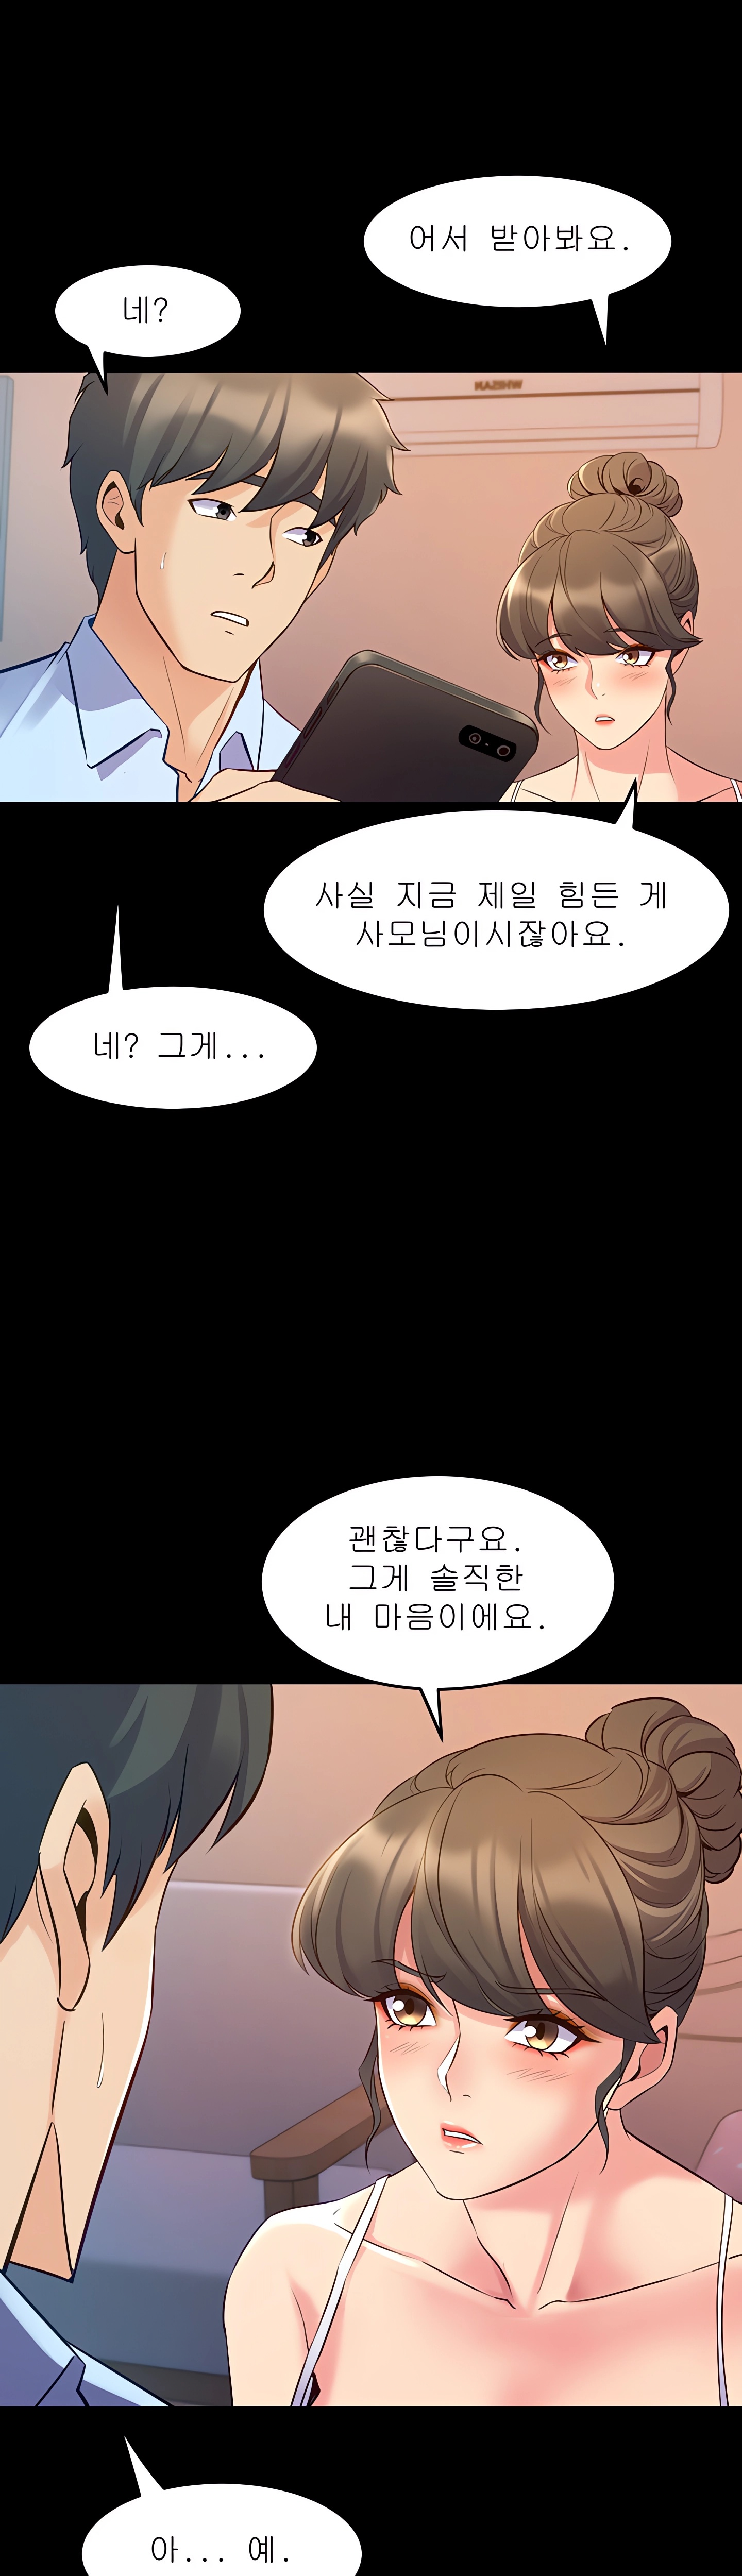 어서 받아봐요.
네?
사실 지금 제일 힘든 게
사모님이시잖아요.
네? 그게...
괜찮다구요.
그게 솔직한
내 마음이에요.
아... 예.